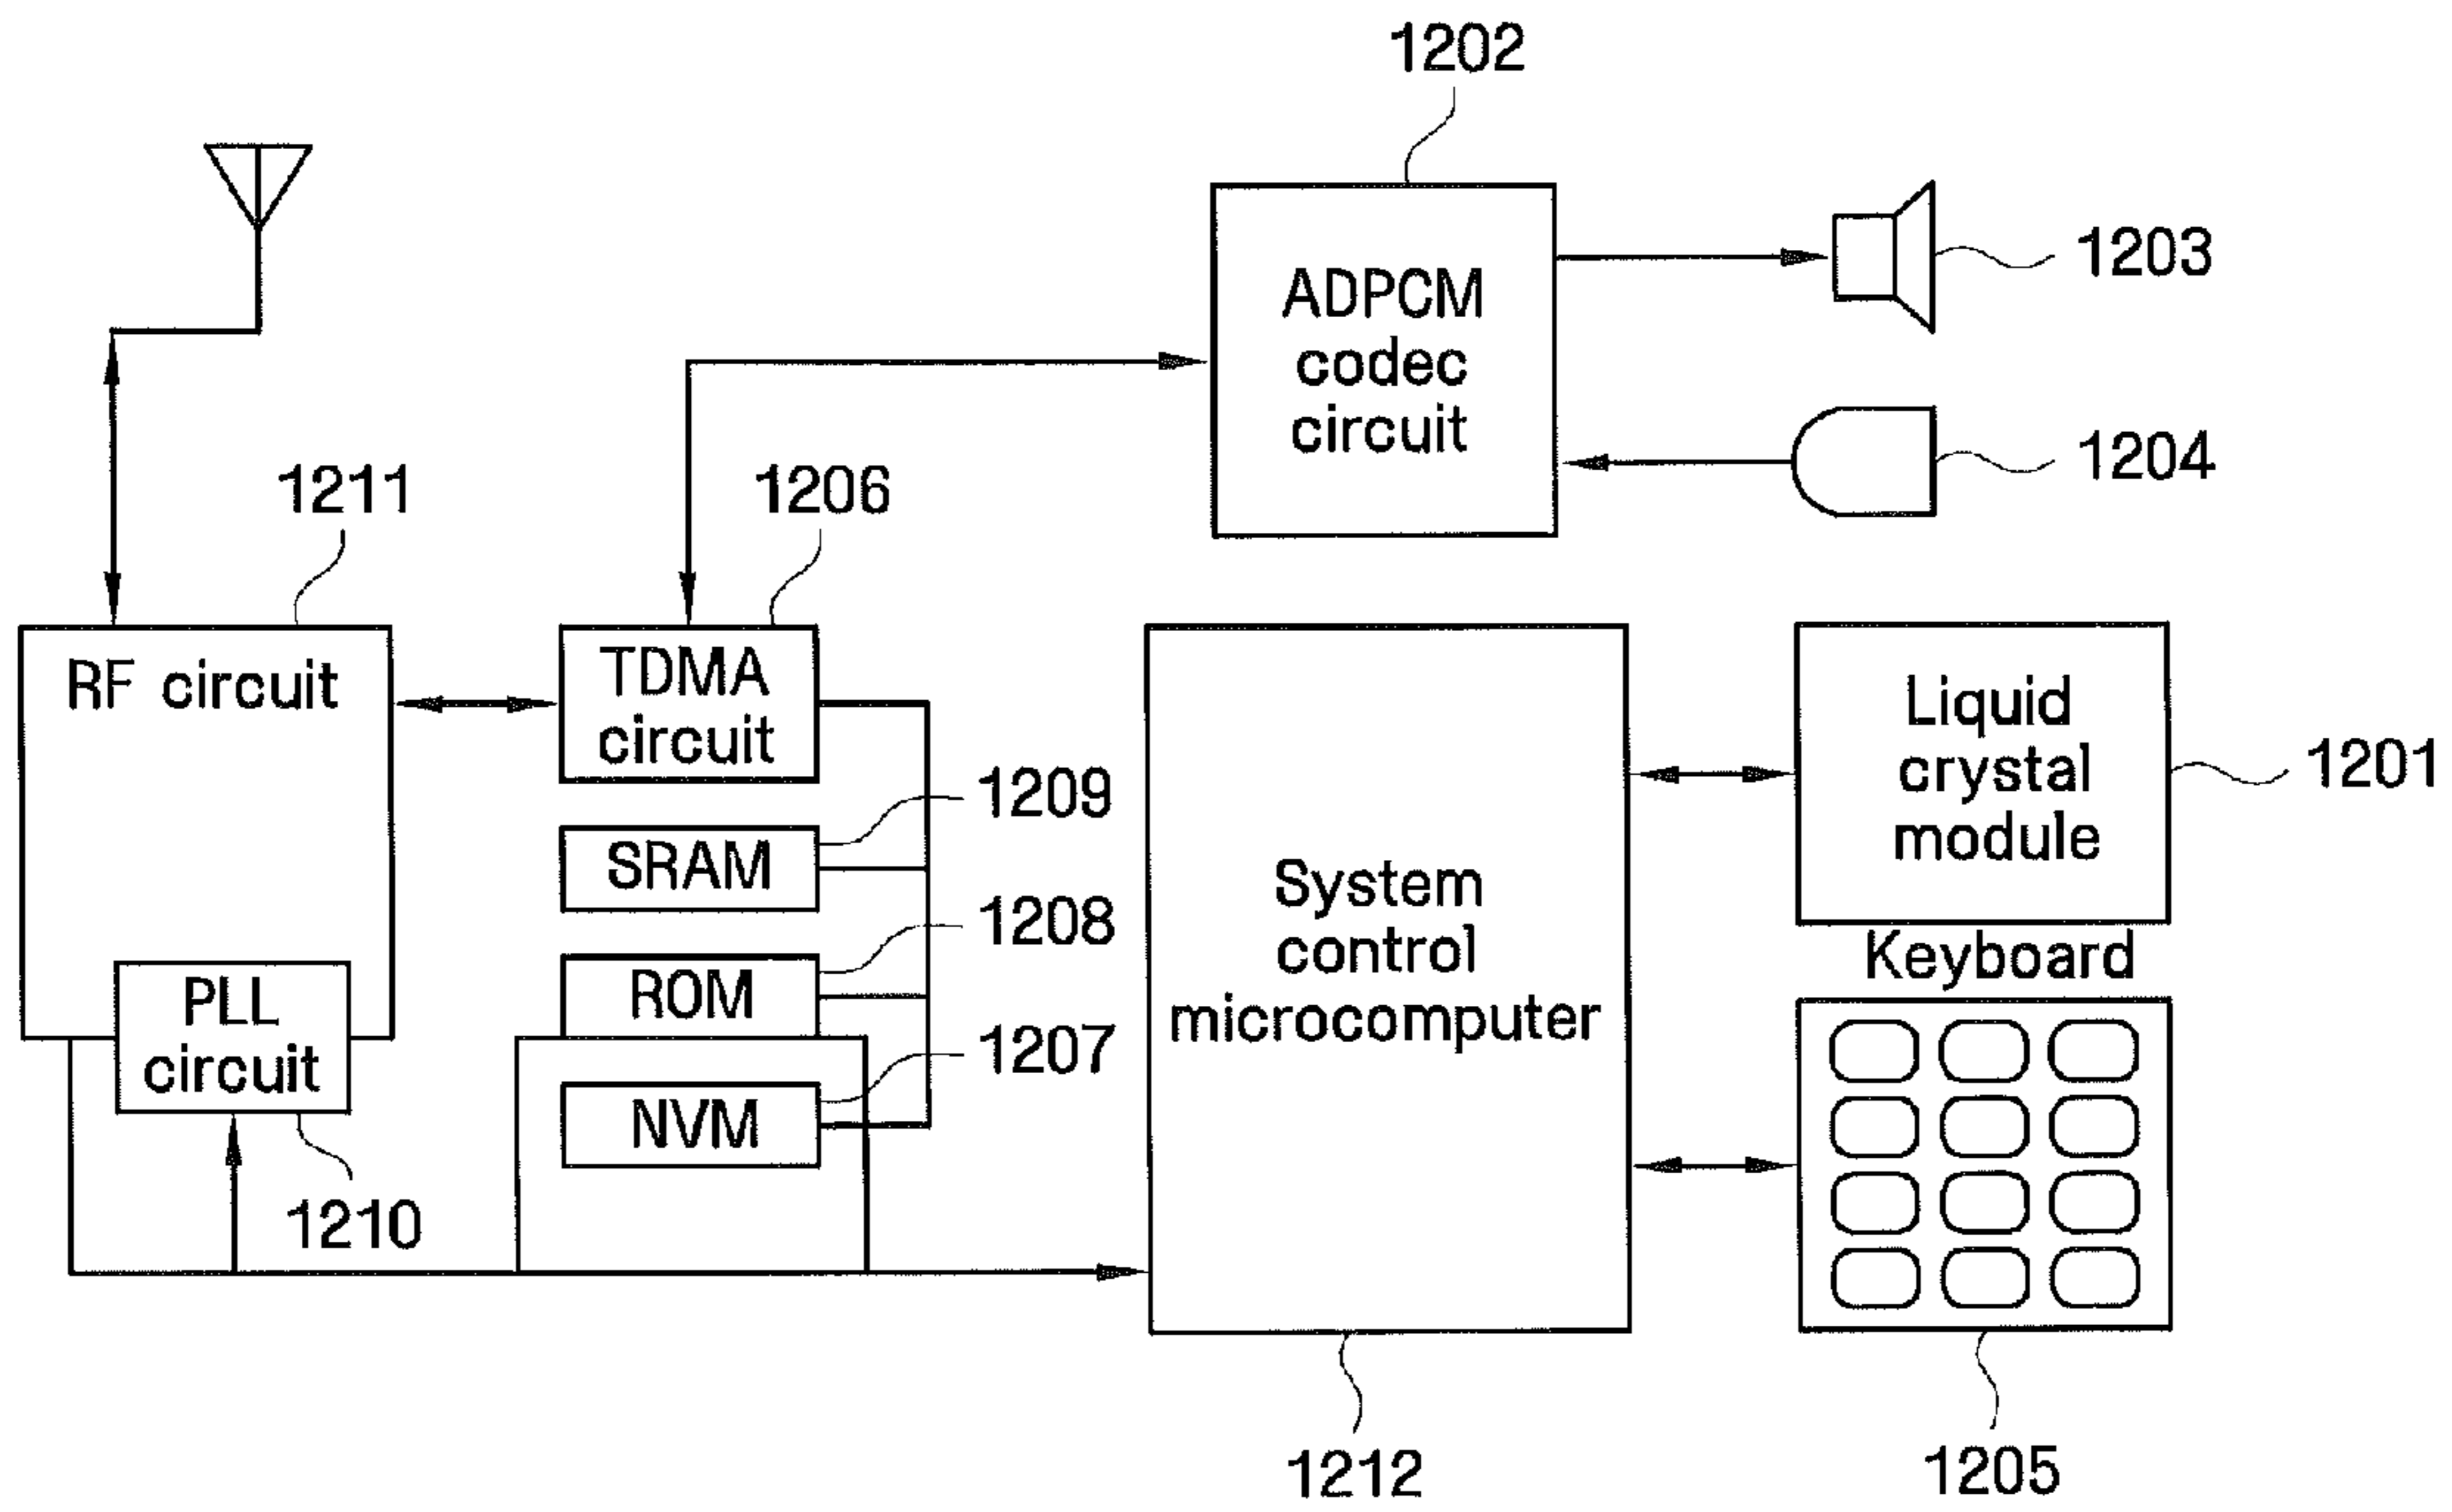 1202
1203
ADPCM
codec
circuit
1204
1211
1206
RF circuit
TDMA
circuit
1209
SRAM
1208
ROM
1207
NVM
PLL
circuit
1210
System
control
microcomputer
1212
Liquid
crystal
module
1201
Keyboard
1205